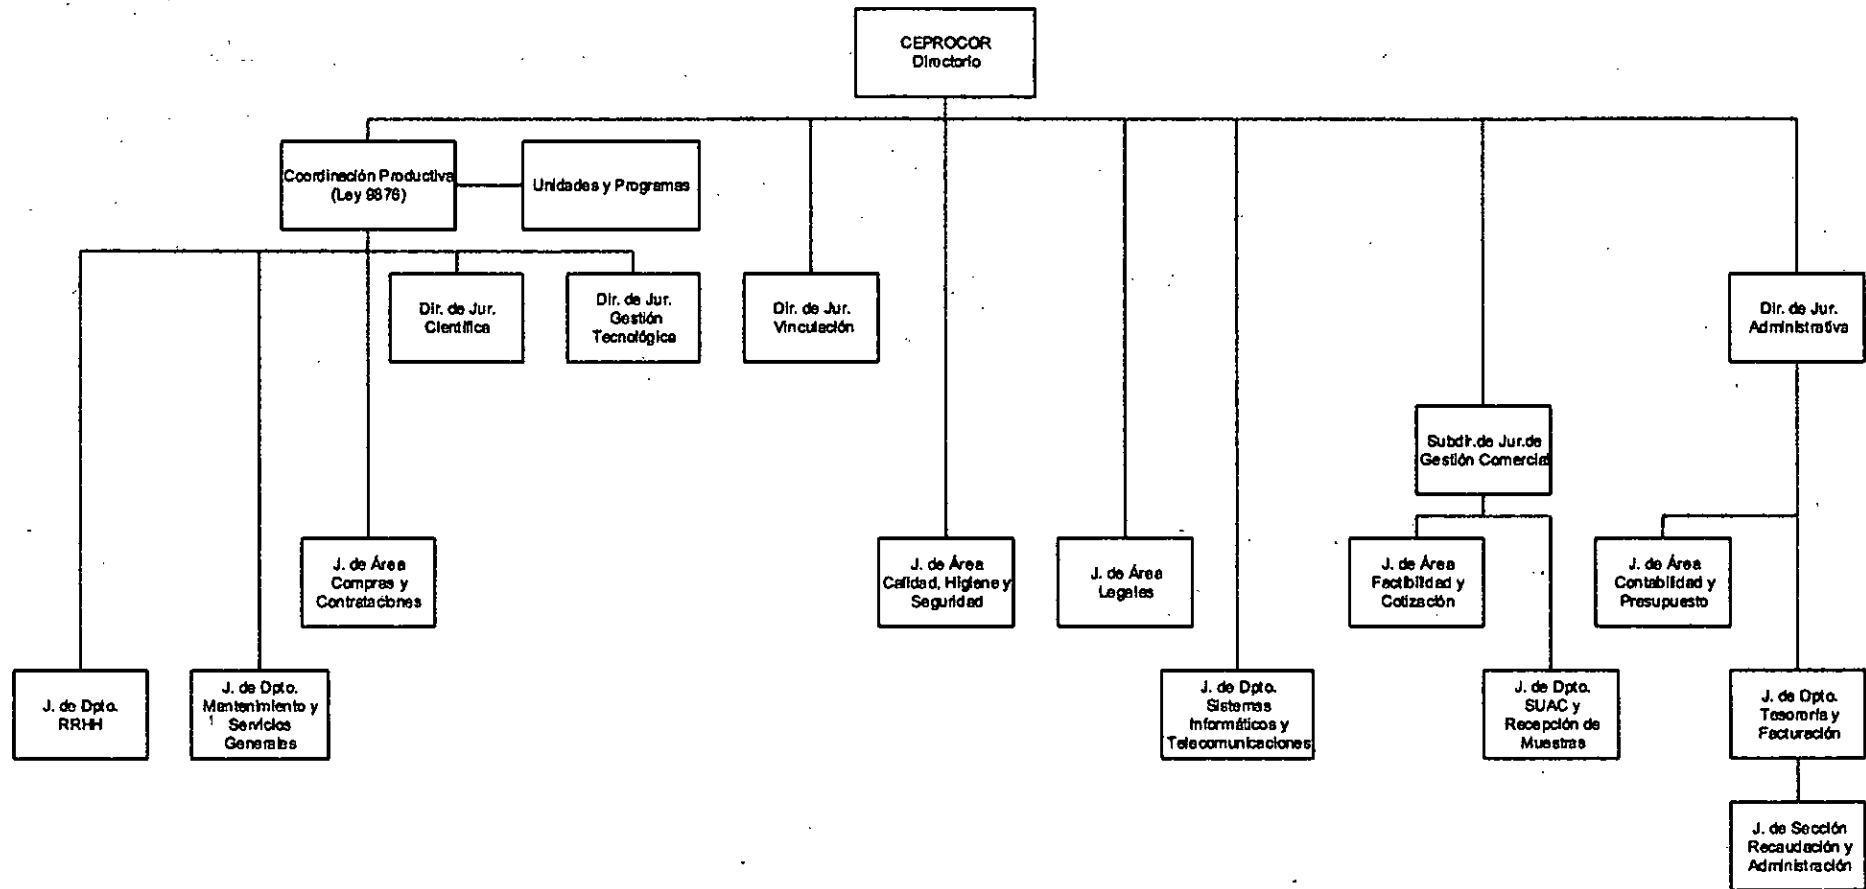 CEPROCOR
Directorio
Coordinación Productiva
(Ley 9876)
Unidades y Programas
Dir. de Jur.
Científica
Dir. de Jur.
Gestión
Tecnológica
Dir. de Jur.
Vinculación
Dir. de Jur.
Administrativa
Subdir.de Jur.de
Gestión Comercial
J. de Área
Compras y
Contrataciones
J. de Área
Calidad, Higiene y
Seguridad
J. de Área
Legales
J. de Área
Factibilidad y
Cotización
J. de Área
Contabilidad y
Presupuesto
J. de Dpto.
RRHH
J. de Dpto.
Mantenimiento y
Servicios
Generales
J. de Dpto.
Sistemas
Informáticos y
Telecomunicaciones
J. de Dpto.
SUAC y
Recepción de
Muestras
J. de Dpto.
Tesorería y
Facturación
J. de Sección
Recaudación y
Administración